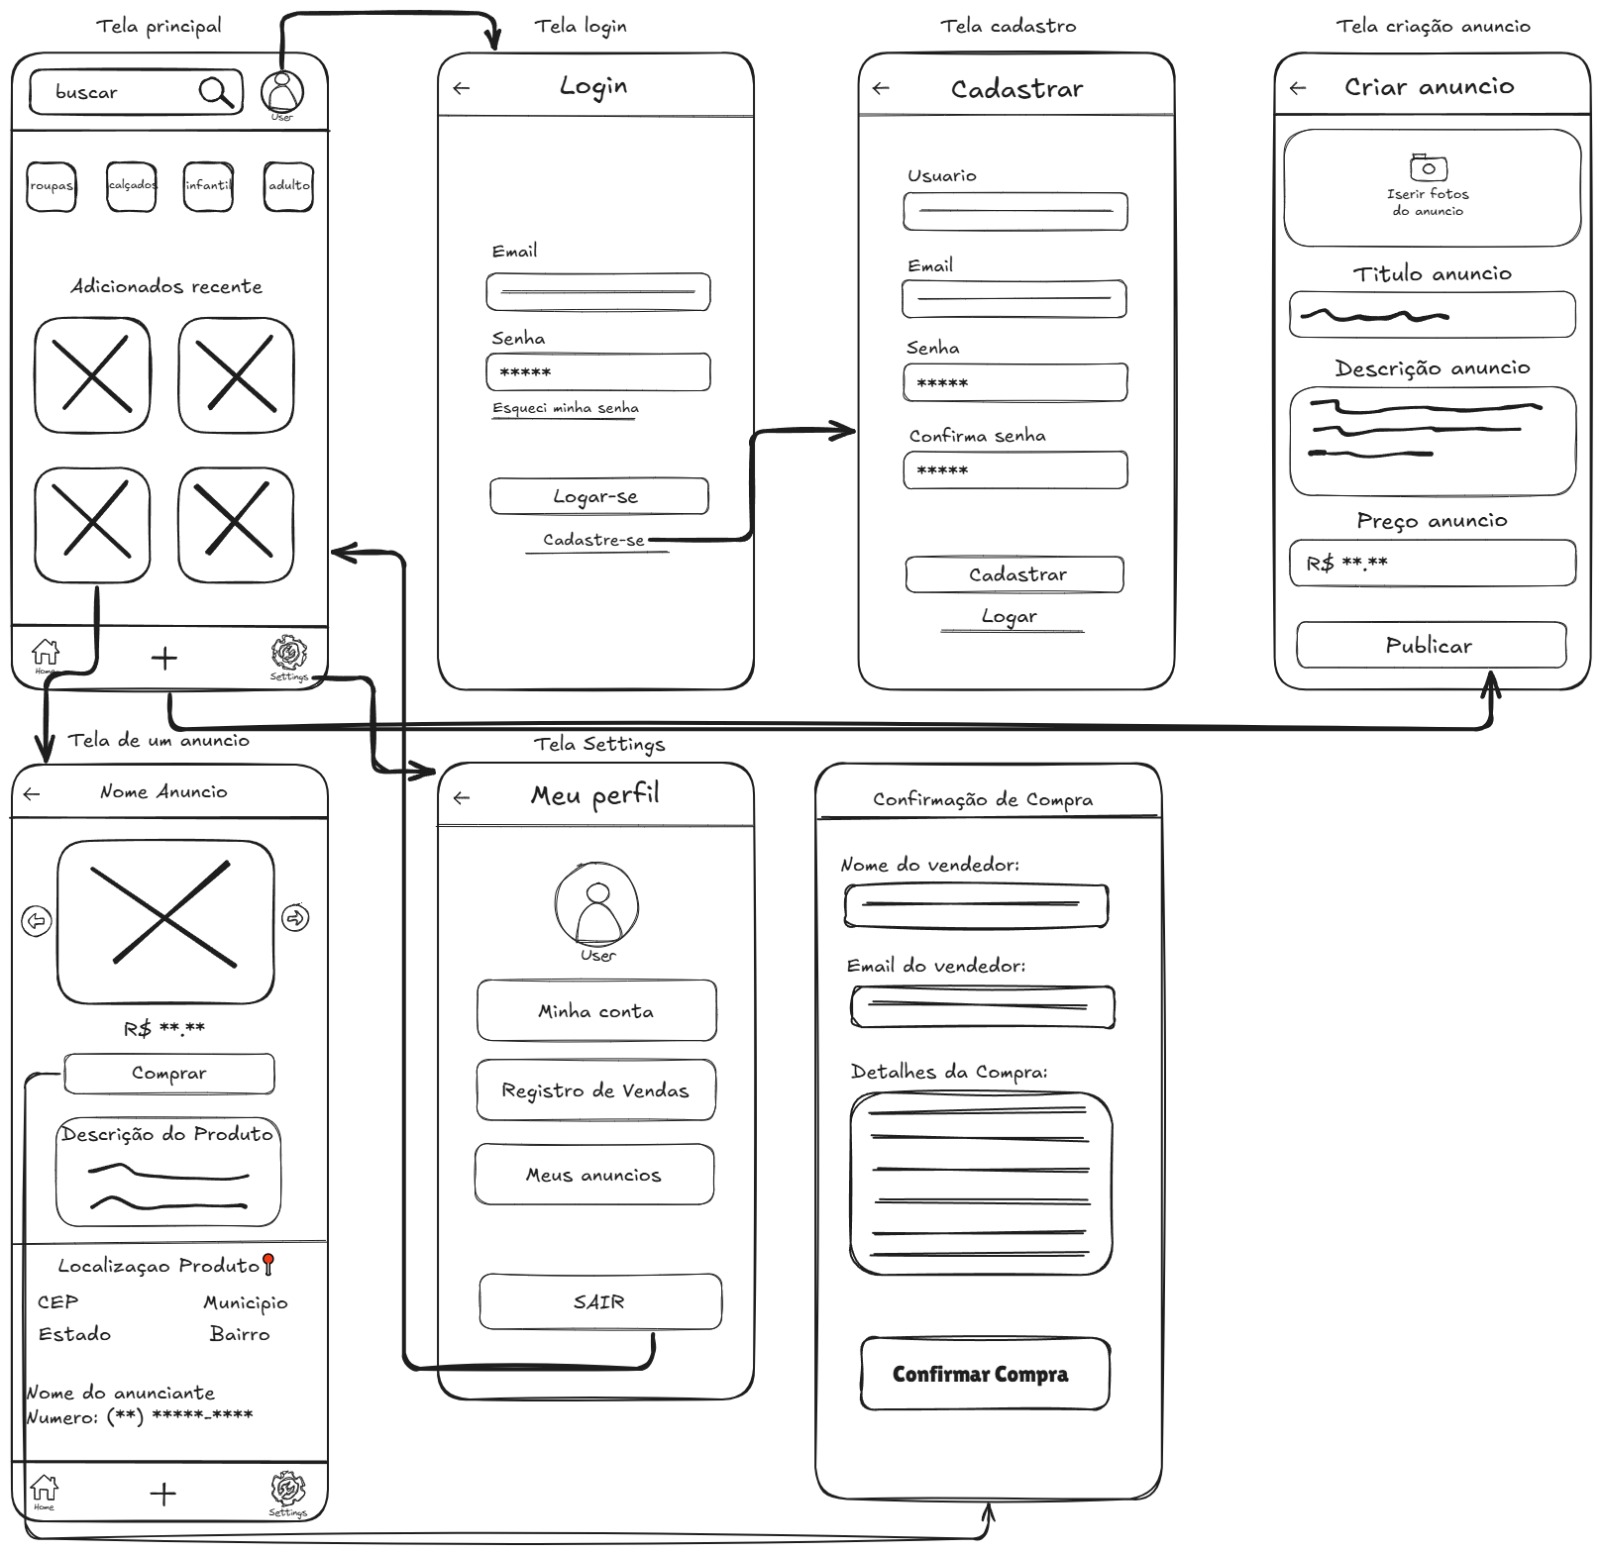 Tela principal
buscar
User
roupas
calçados
infantil
adulto
Adicionados recente
Home
+
Settings
Tela login
←
Login
Email
Senha
*****
Esqueci minha senha
Logar-se
Cadastre-se
Tela cadastro
←
Cadastrar
Usuario
Email
Senha
*****
Confirma senha
*****
Cadastrar
Logar
Tela criação anuncio
←
Criar anuncio
Iserir fotos
do anuncio
Titulo anuncio
Descrição anuncio
Preço anuncio
R$ **.**
Publicar
Tela de um anuncio
←
Nome Anuncio
R$ **.**
Comprar
Descrição do Produto
Localizaçao Produto📍
CEP
Municipio
Estado
Bairro
Nome do anunciante
Numero: (**) *****-****
Home
+
Settings
Tela Settings
←
Meu perfil
User
Minha conta
Registro de Vendas
Meus anuncios
SAIR
Confirmação de Compra
Nome do vendedor:
Email do vendedor:
Detalhes da Compra:
Confirmar Compra